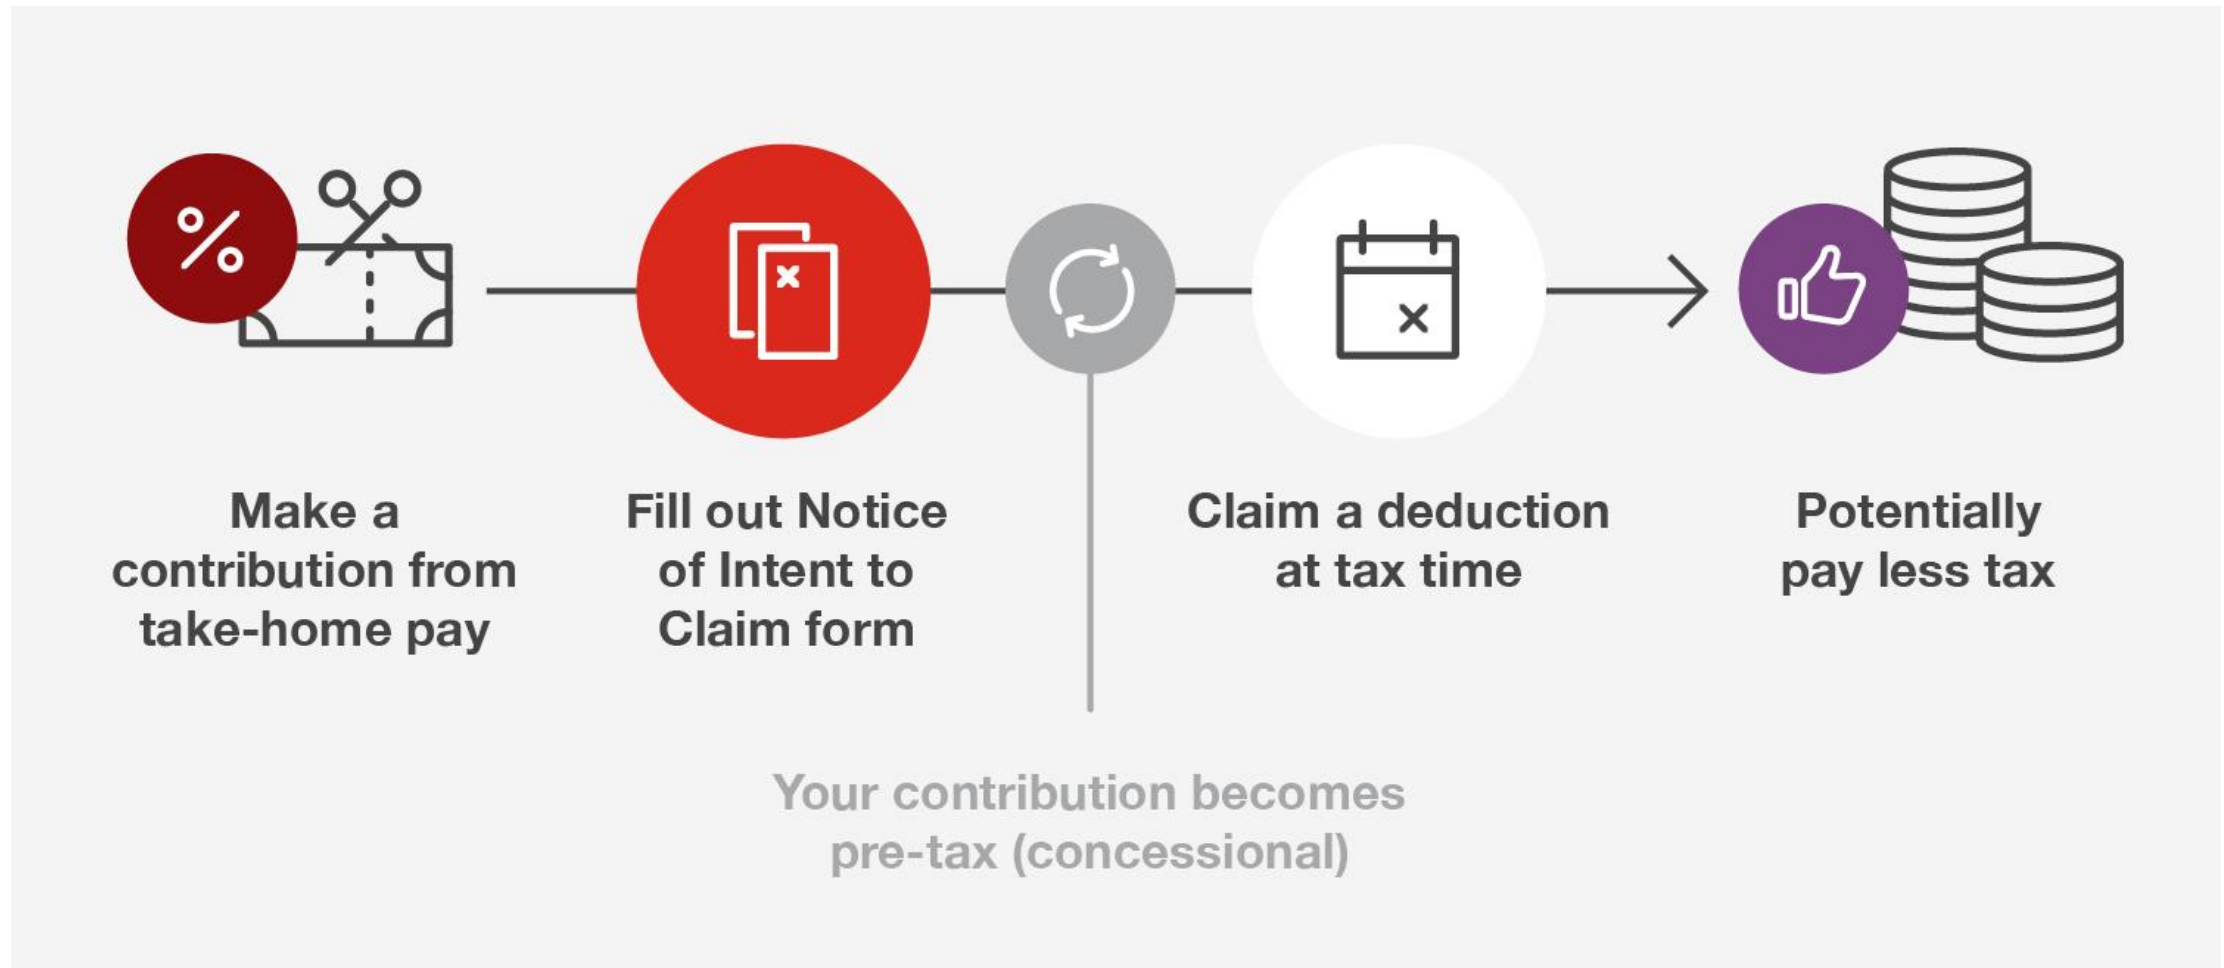 Make a
contribution from
take-home pay
Fill out Notice
of Intent to
Claim form
Your contribution becomes
pre-tax (concessional)
Claim a deduction
at tax time
Potentially
pay less tax